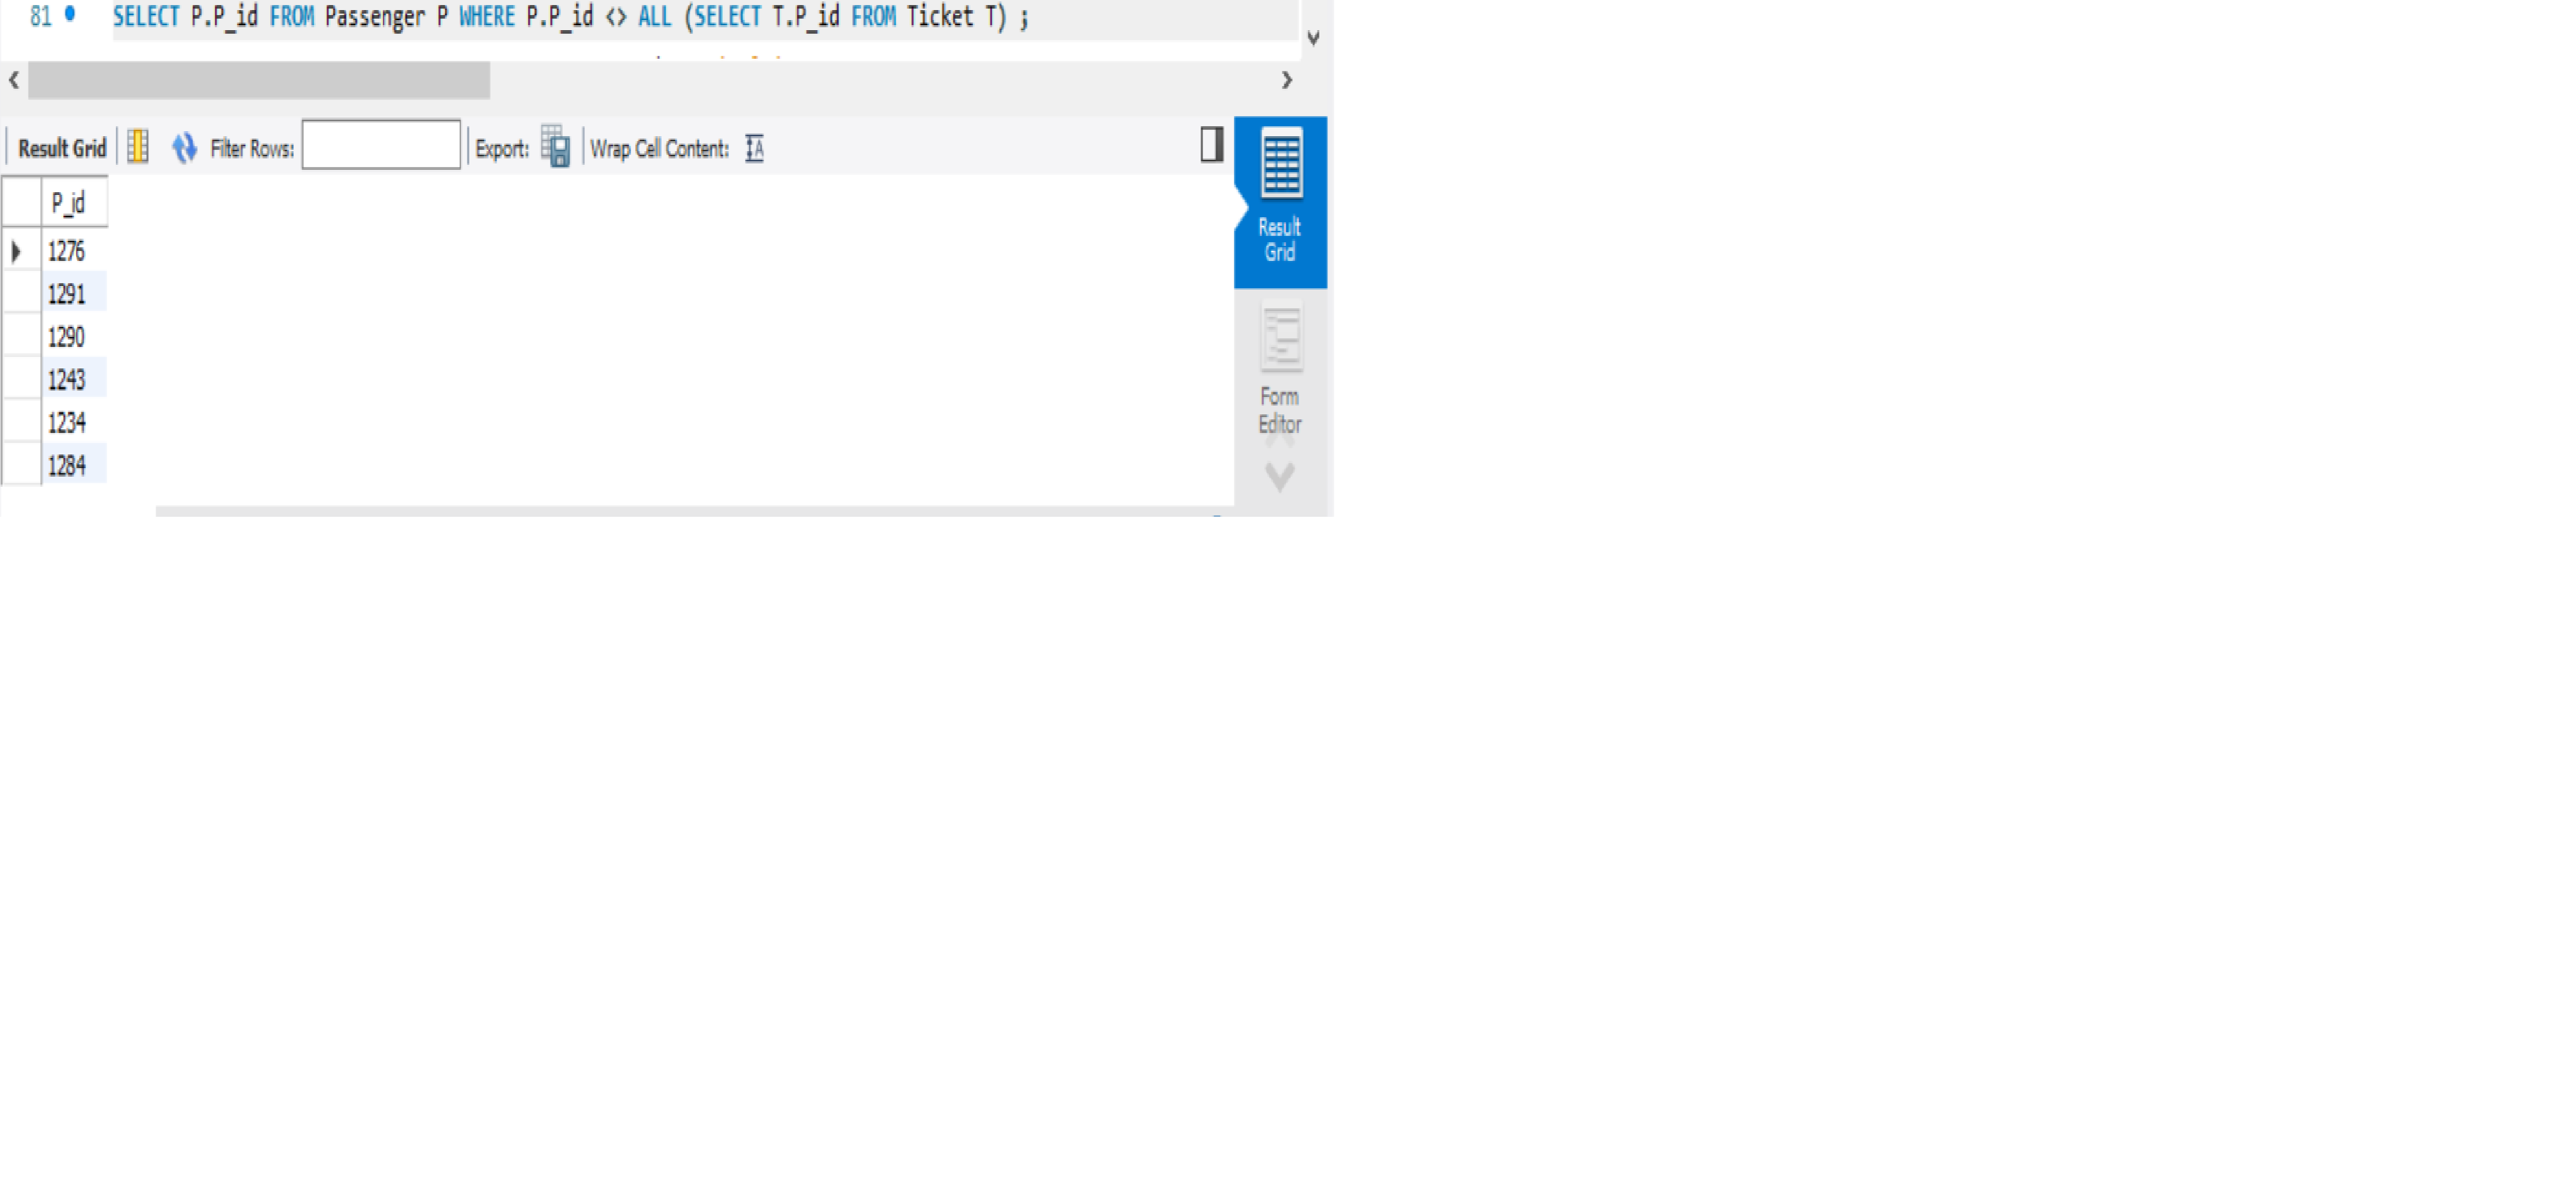 81 SELECT P.P_id FROM Passenger P WHERE P.P_id <> ALL (SELECT T.P_id FROM Ticket T) ;
Result Grid Filter Rows: Export: Wrap Cell Content:
P_id
1276
1291
1290
1243
1234
1284
Result
Grid
Form
Editor